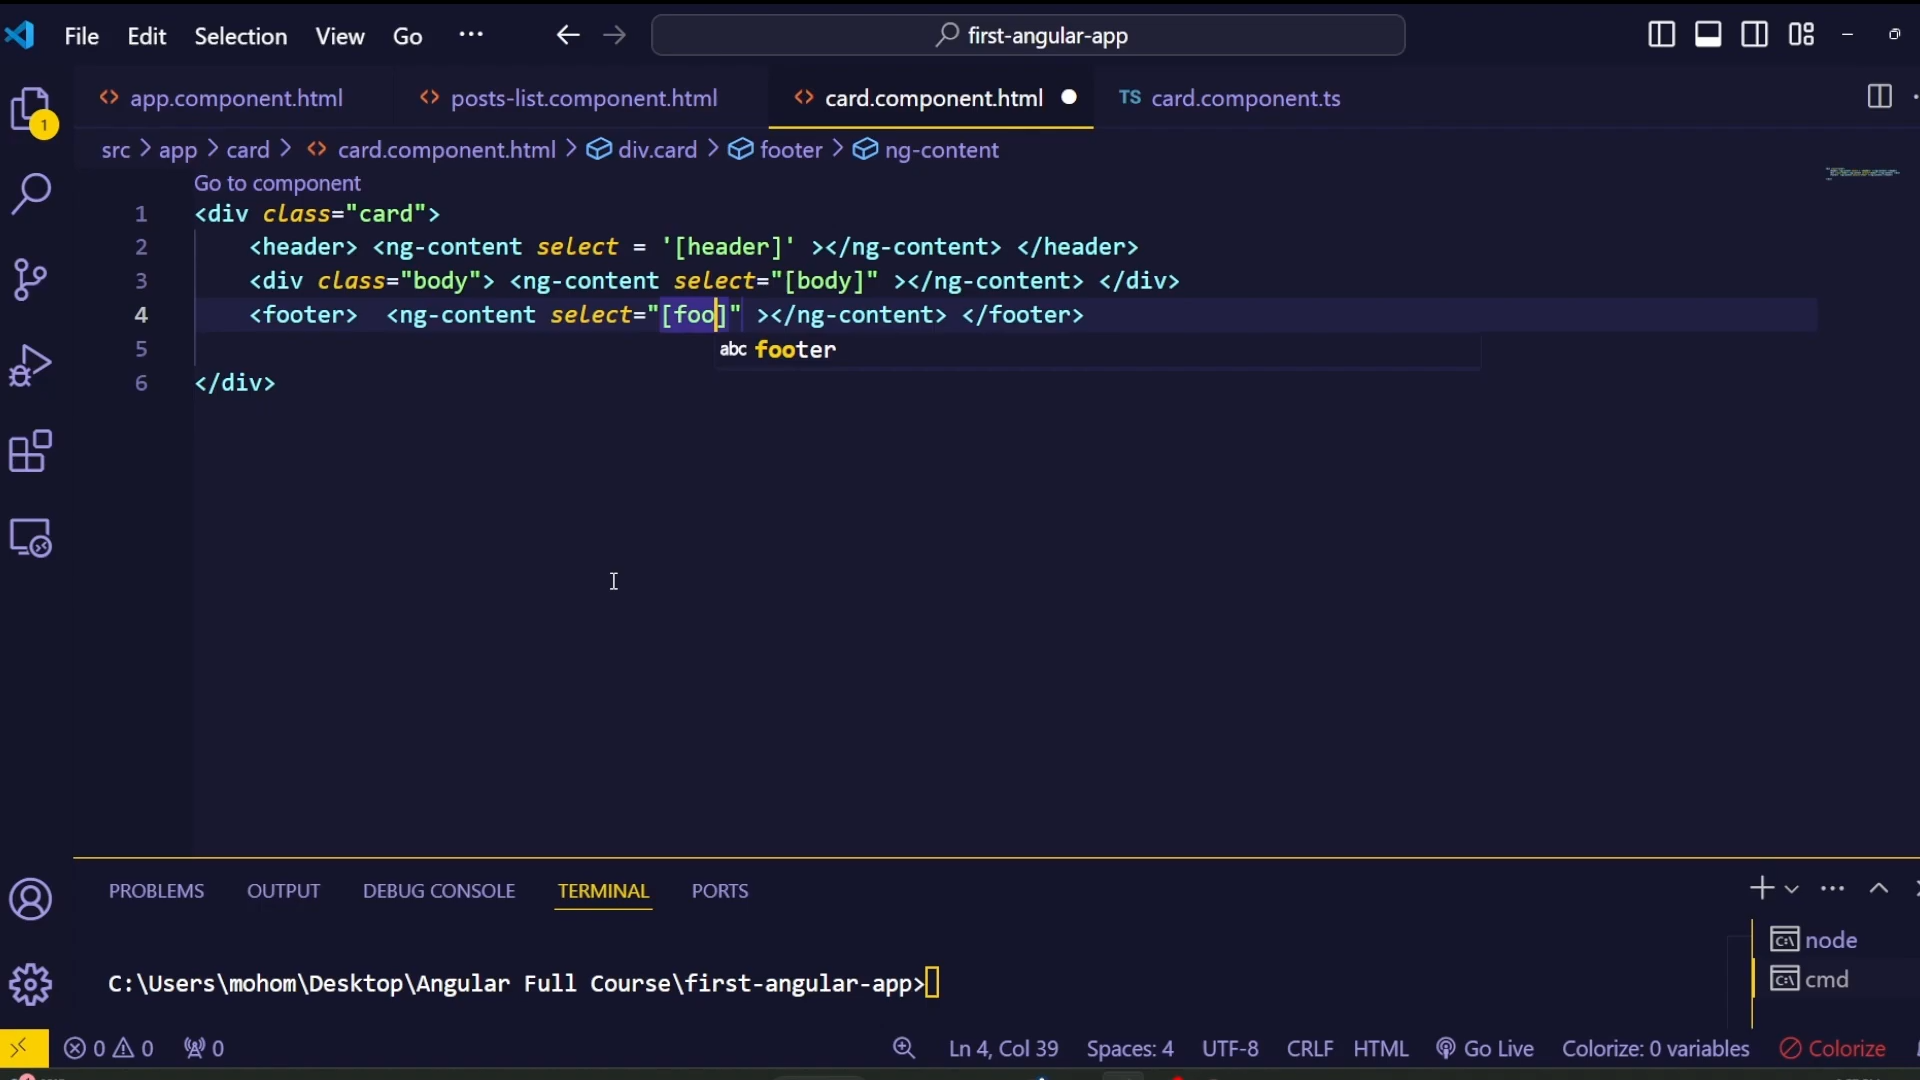 File Edit Selection View Go ··· first-angular-app
app.component.html posts-list.component.html card.component.html TS card.component.ts
1
src > app > card > card.component.html > div.card > footer > ng-content
Go to component
1 <div class="card">
2 <header> <ng-content select = '[header]' ></ng-content> </header>
3 <div class="body"> <ng-content select="[body]" ></ng-content> </div>
4 <footer>  <ng-content select="[foo]" ></ng-content> </footer>
abc footer
5
6 </div>
PROBLEMS OUTPUT DEBUG CONSOLE TERMINAL PORTS
node
C:\Users\mohom\Desktop\Angular Full Course\first-angular-app>
cmd
0 0 0 Ln 4, Col 39 Spaces: 4 UTF-8 CRLF HTML Go Live Colorize: 0 variables Colorize